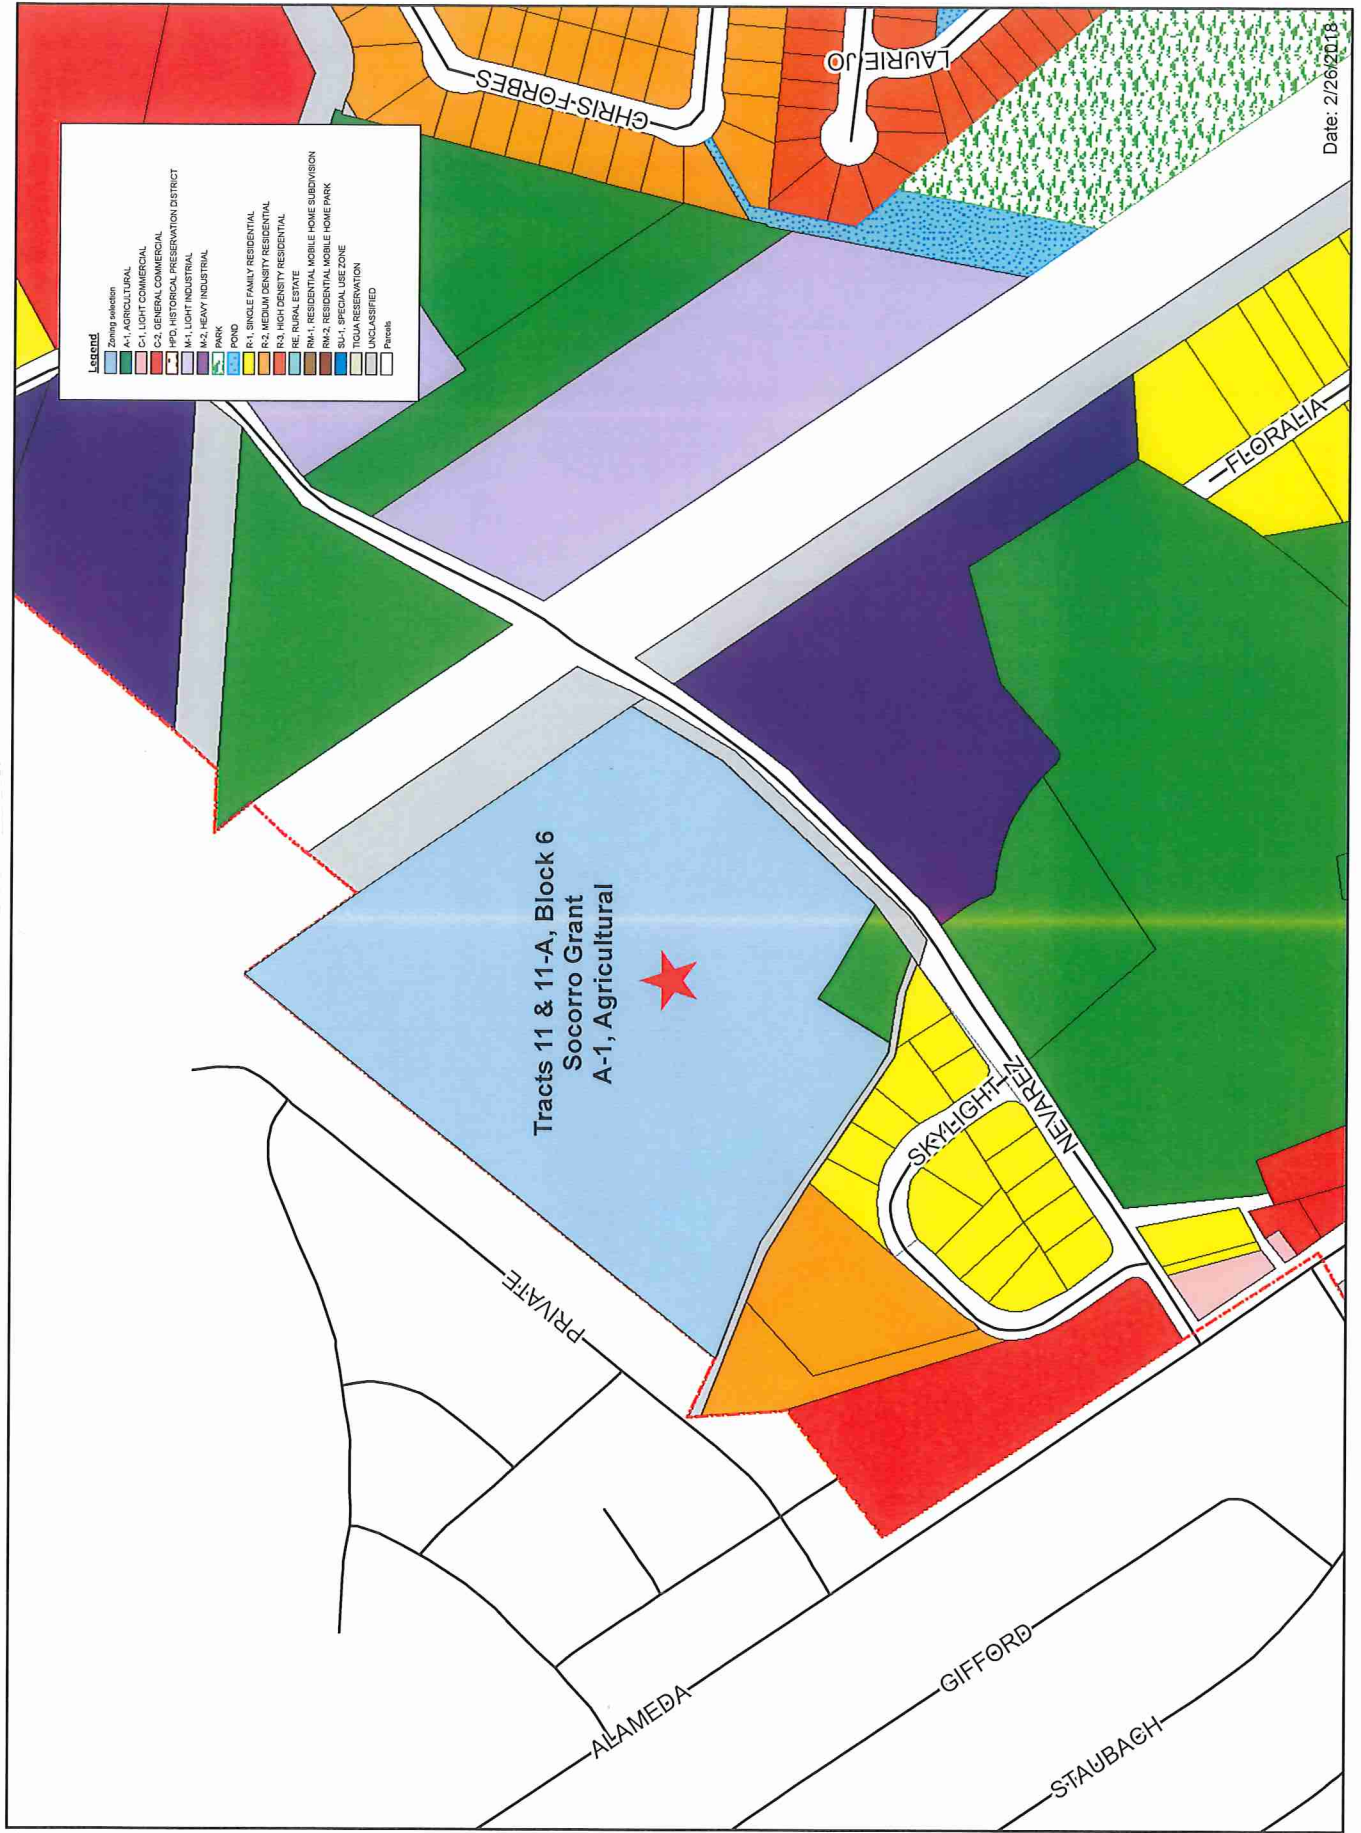 Legend
Zoning selection
A-1, AGRICULTURAL
C-1, LIGHT COMMERCIAL
C-2, GENERAL COMMERCIAL
HPD, HISTORICAL PRESERVATION DISTRICT
M-1, LIGHT INDUSTRIAL
M-2, HEAVY INDUSTRIAL
PARK
POND
R-1, SINGLE FAMILY RESIDENTIAL
R-2, MEDIUM DENSITY RESIDENTIAL
R-3, HIGH DENSITY RESIDENTIAL
RE, RURAL ESTATE
RM-1, RESIDENTIAL MOBILE HOME SUBDIVISION
RM-2, RESIDENTIAL MOBILE HOME PARK
SU-1, SPECIAL USE ZONE
TIGUA RESERVATION
UNCLASSIFIED
Parcels
Tracts 11 & 11-A, Block 6
Socorro Grant
A-1, Agricultural
PRIVATE
ALAMEDA
GIFFORD
STAUBACH
SKYLIGHT
NEVAREZ
FLORALIA
CHRIS FORBES
LAURIE JO
Date: 2/26/2018